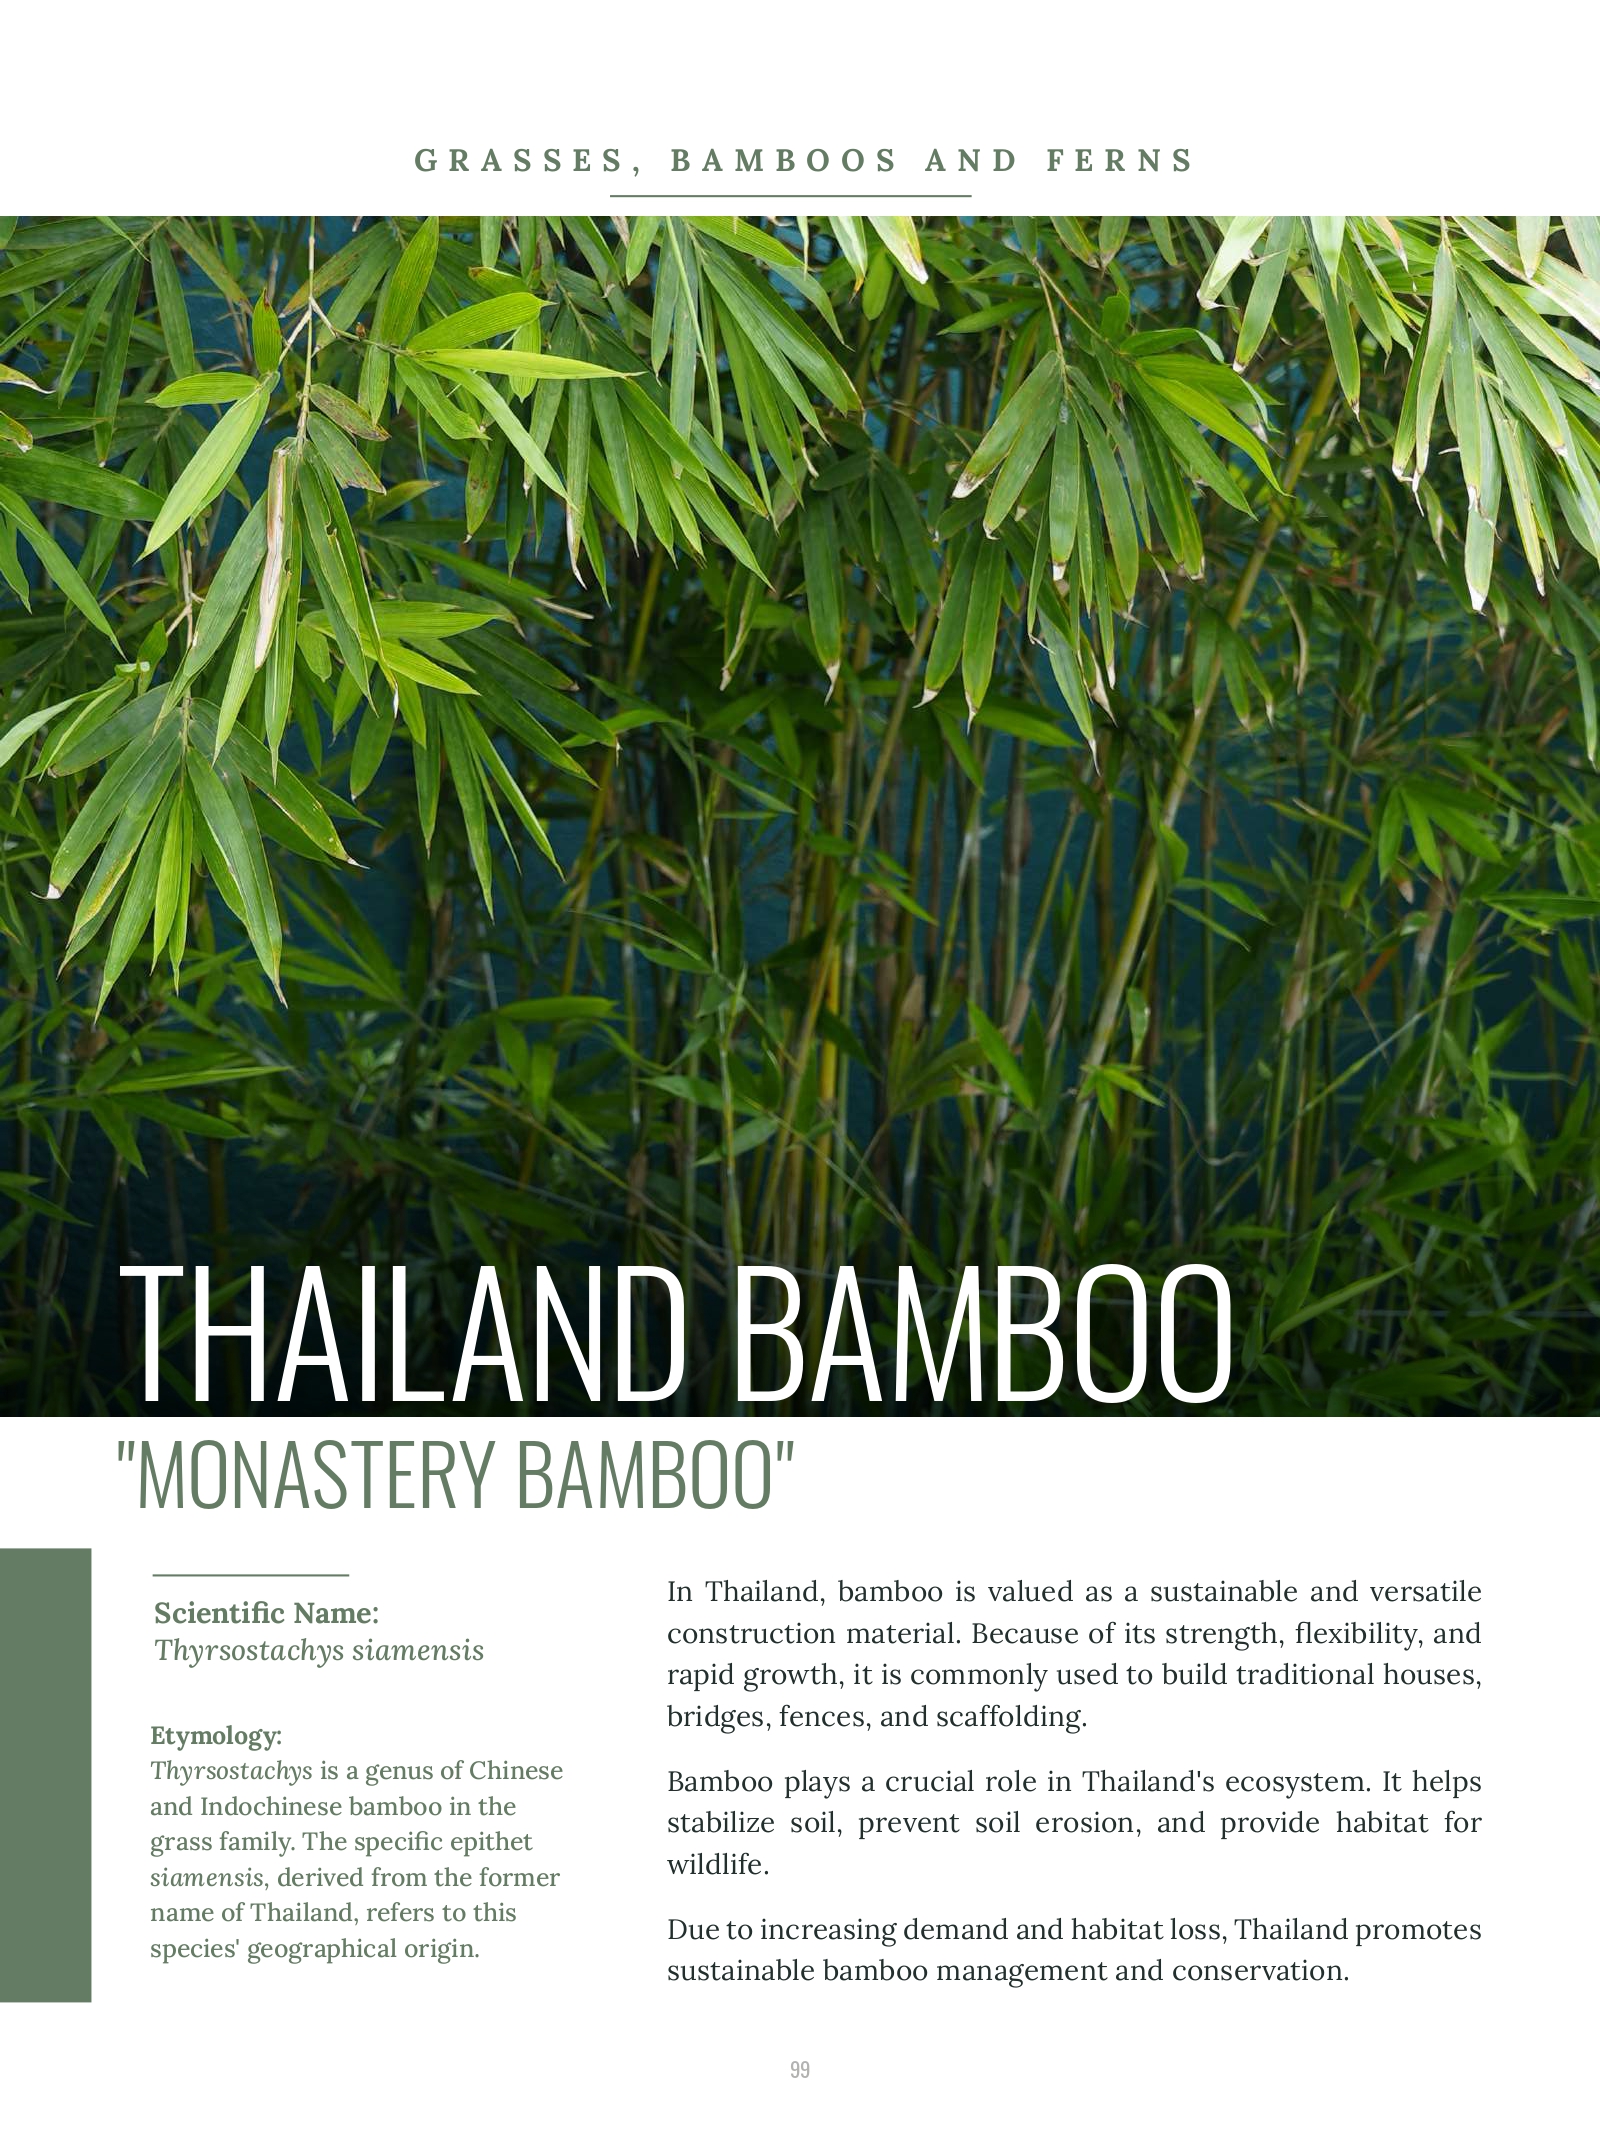 GRASSES, BAMBOOS AND FERNS
THAILAND BAMBOO
"MONASTERY BAMBOO"
Scientific Name:
Thyrsostachys siamensis
Etymology:
Thyrsostachys is a genus of Chinese
and Indochinese bamboo in the
grass family. The specific epithet
siamensis, derived from the former
name of Thailand, refers to this
species' geographical origin.
In Thailand, bamboo is valued as a sustainable and versatile
construction material. Because of its strength, flexibility, and
rapid growth, it is commonly used to build traditional houses,
bridges, fences, and scaffolding.
Bamboo plays a crucial role in Thailand's ecosystem. It helps
stabilize soil, prevent soil erosion, and provide habitat for
wildlife.
Due to increasing demand and habitat loss, Thailand promotes
sustainable bamboo management and conservation.
99